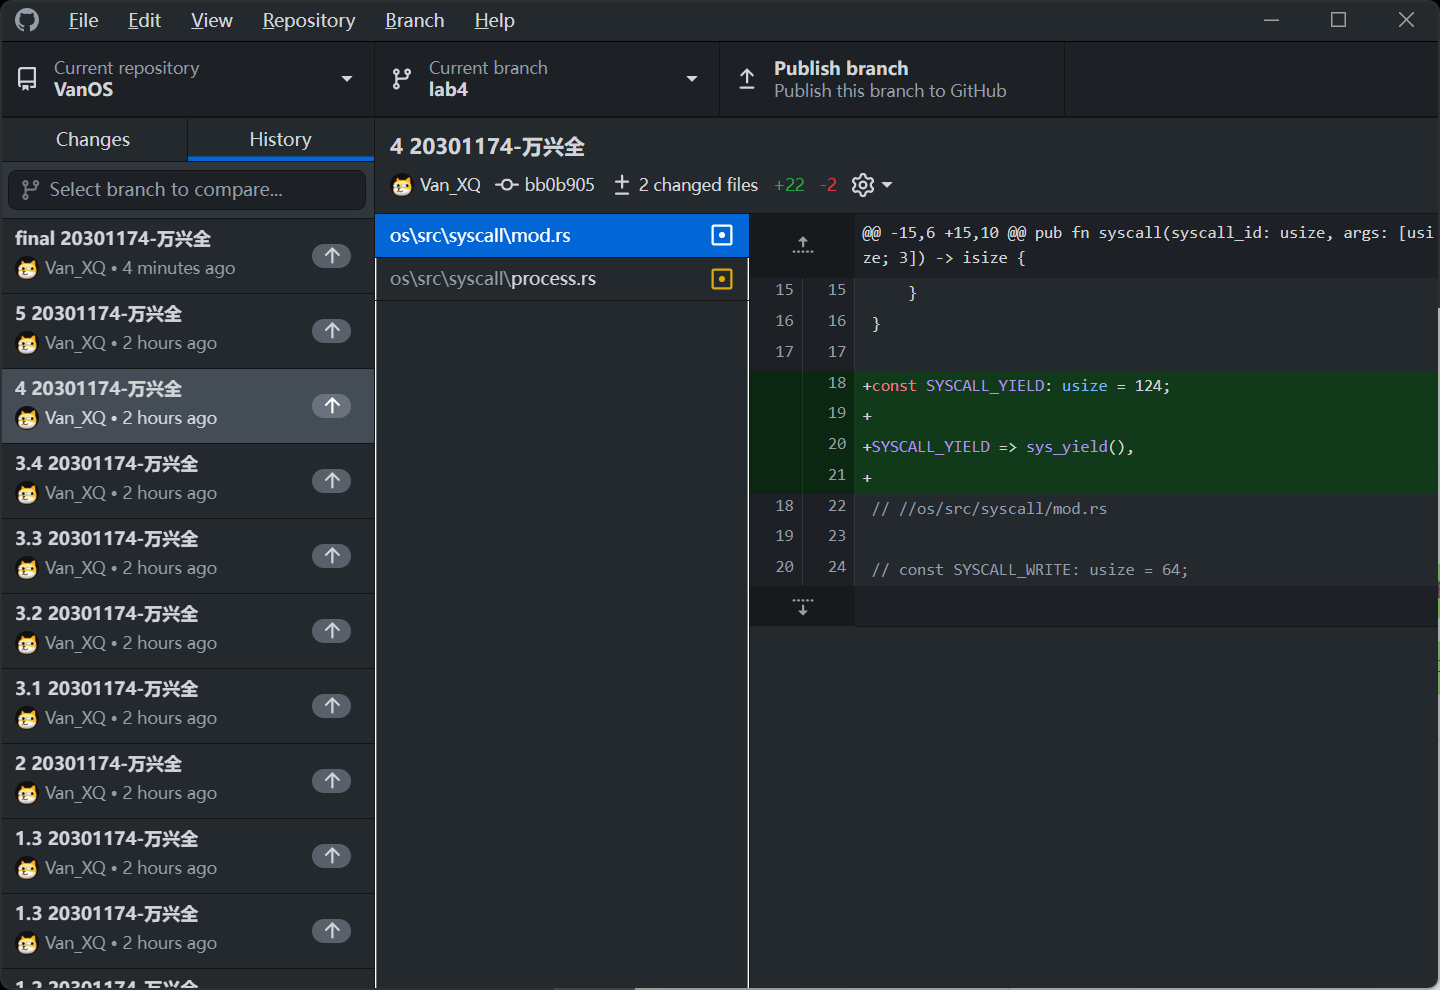 File Edit View Repository Branch Help
Current repository
VanOS
Current branch
lab4
Publish branch
Publish this branch to GitHub
Changes
History
Select branch to compare...
final 20301174-万兴全
Van_XQ • 4 minutes ago
5 20301174-万兴全
Van_XQ • 2 hours ago
4 20301174-万兴全
Van_XQ • 2 hours ago
3.4 20301174-万兴全
Van_XQ • 2 hours ago
3.3 20301174-万兴全
Van_XQ • 2 hours ago
3.2 20301174-万兴全
Van_XQ • 2 hours ago
3.1 20301174-万兴全
Van_XQ • 2 hours ago
2 20301174-万兴全
Van_XQ • 2 hours ago
1.3 20301174-万兴全
Van_XQ • 2 hours ago
1.3 20301174-万兴全
Van_XQ • 2 hours ago
1.2 20301174-万兴全
4 20301174-万兴全
Van_XQ bb0b905 2 changed files +22 -2
os\src\syscall\mod.rs
os\src\syscall\process.rs
@@ -15,6 +15,10 @@ pub fn syscall(syscall_id: usize, args: [usi
ze; 3]) -> isize {
15 15 }
16 16 }
17 17
18 +const SYSCALL_YIELD: usize = 124;
19 +
20 +SYSCALL_YIELD => sys_yield(),
21 +
18 22 // //os/src/syscall/mod.rs
19 23
20 24 // const SYSCALL_WRITE: usize = 64;